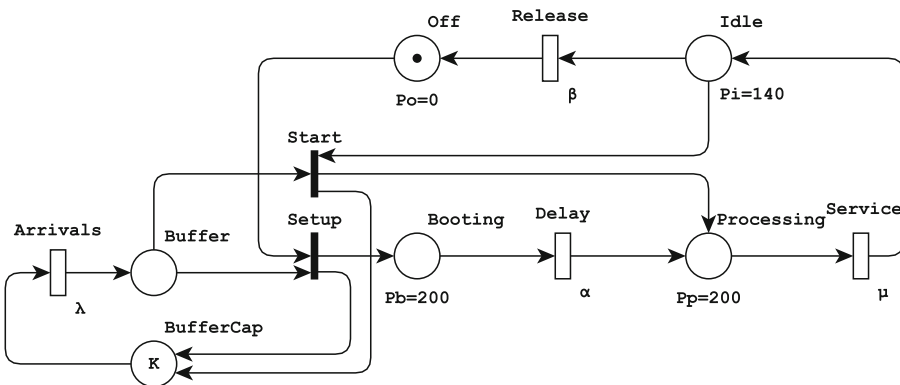 Release
Off
Idle
Po=0
β
Pi=140
Start
Setup
Booting
Delay
Processing
Service
Arrivals
Buffer
λ
Pb=200
α
Pp=200
μ
BufferCap
K